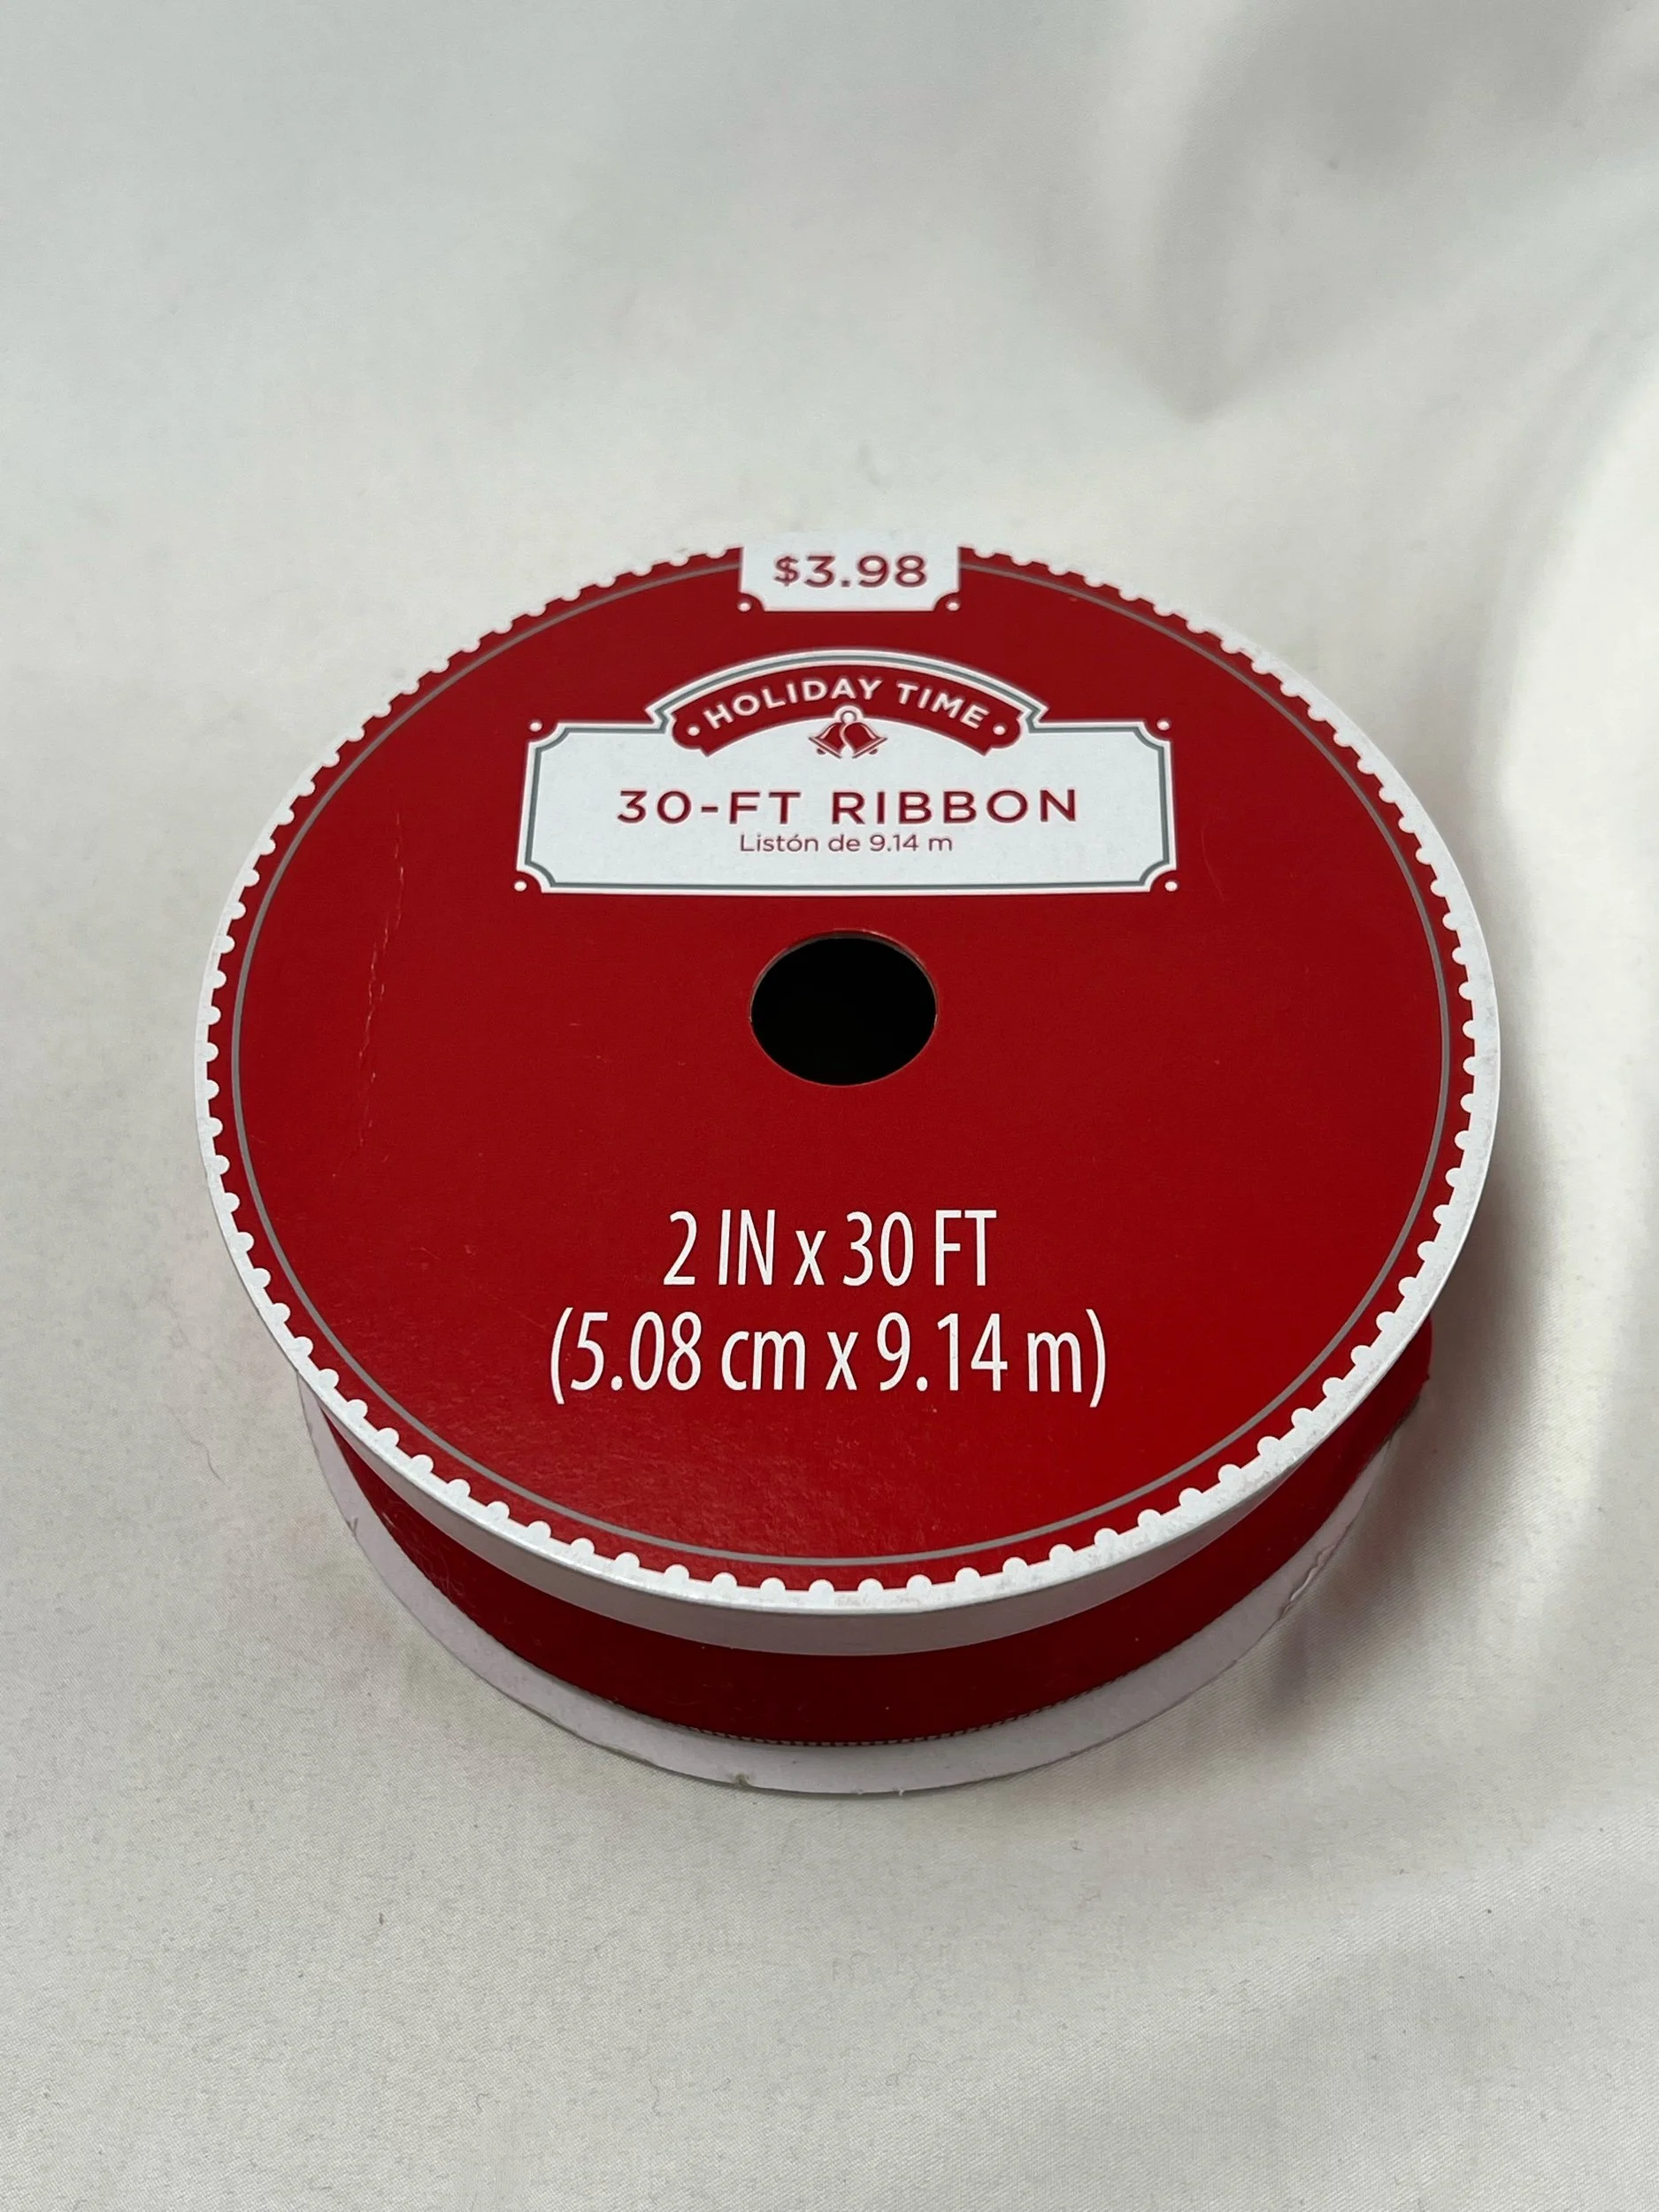 $3.98
HOLIDAY TIME
30-FT RIBBON
Listón de 9.14 m
2 IN x 30 FT
(5.08 cm x 9.14 m)